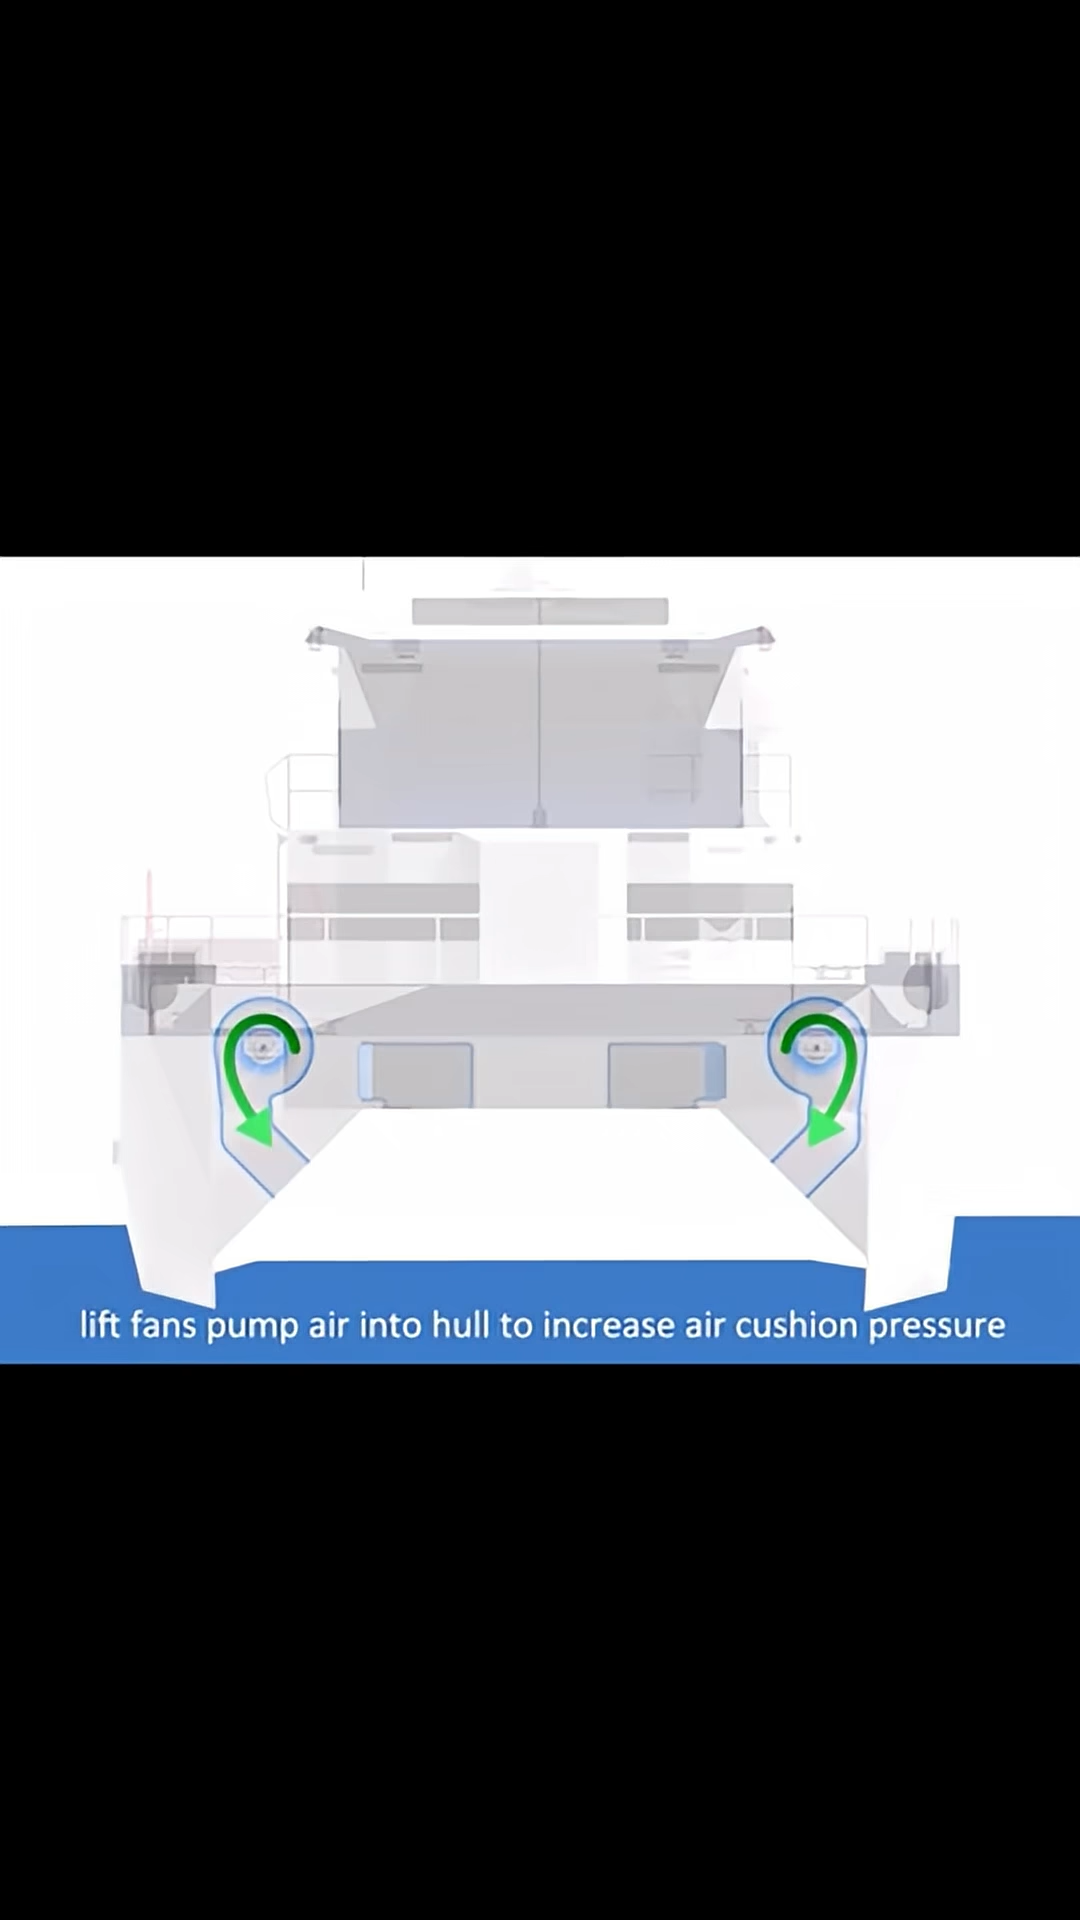 lift fans pump air into hull to increase air cushion pressure